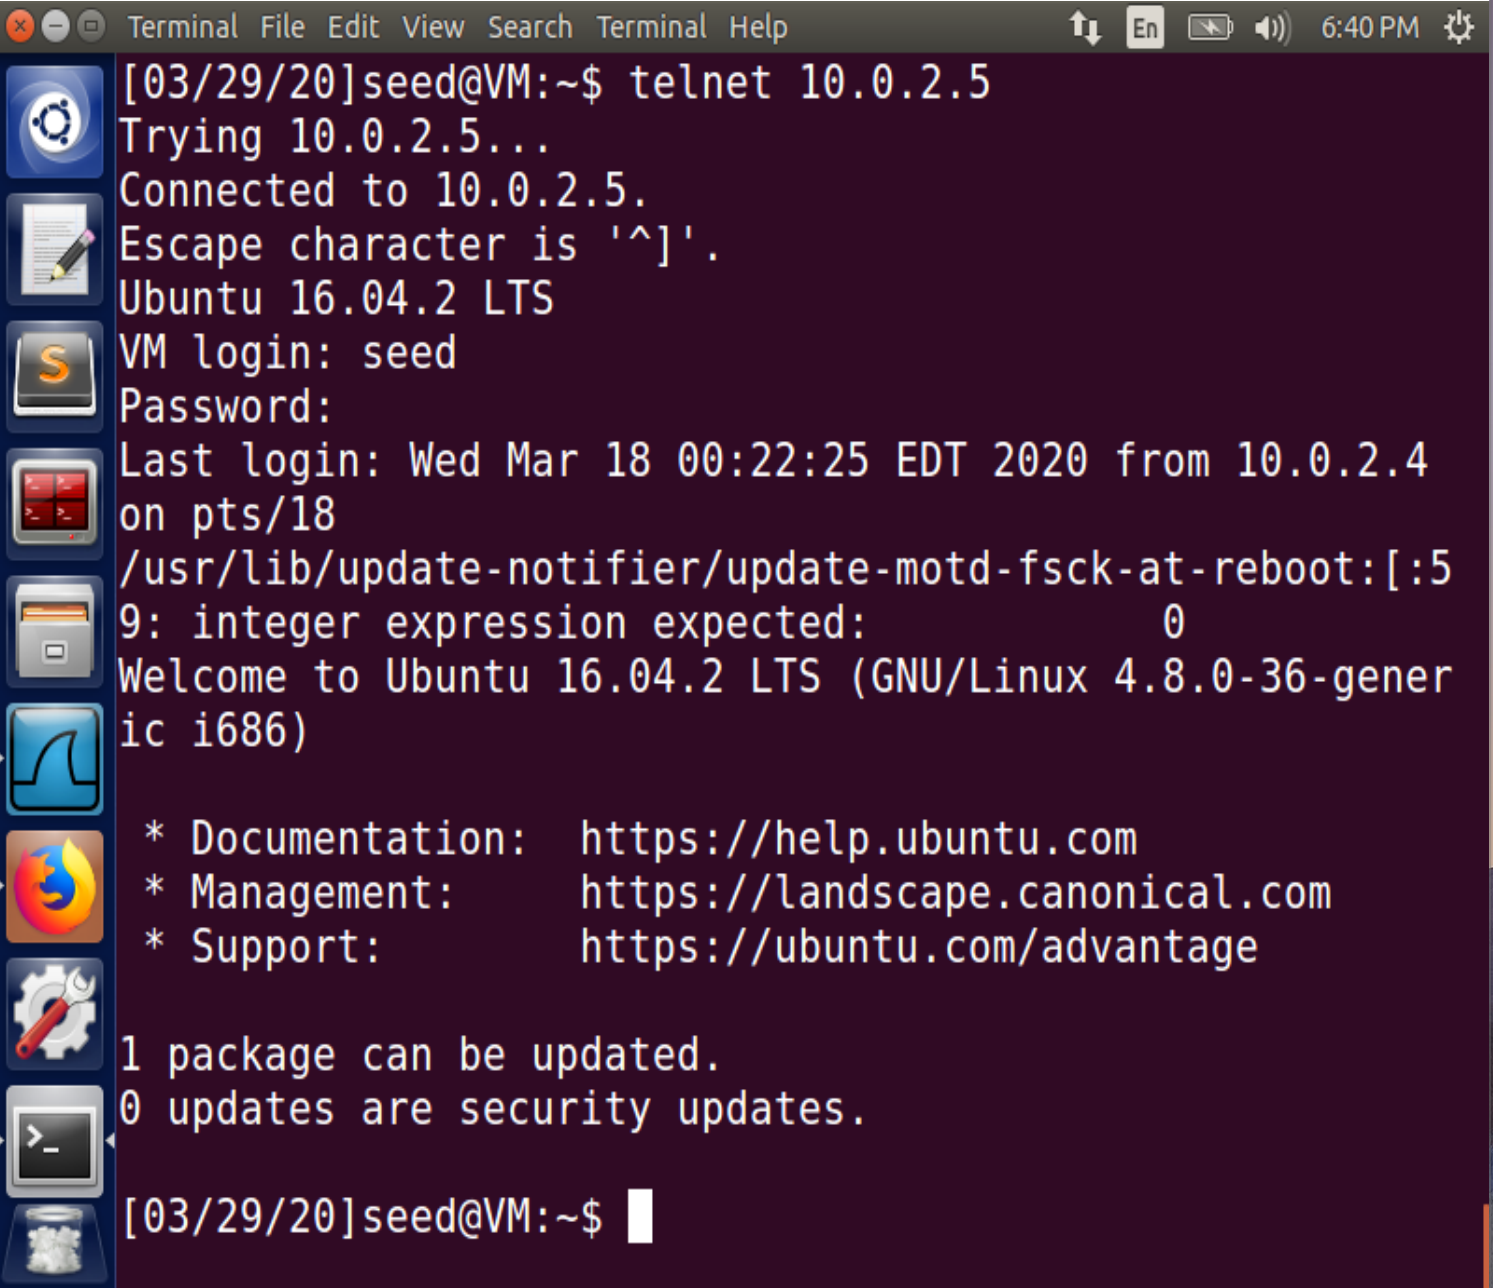 Terminal File Edit View Search Terminal Help En 6:40 PM
[03/29/20]seed@VM:~$ telnet 10.0.2.5
Trying 10.0.2.5...
Connected to 10.0.2.5.
Escape character is '^]'.
Ubuntu 16.04.2 LTS
VM login: seed
Password:
Last login: Wed Mar 18 00:22:25 EDT 2020 from 10.0.2.4
on pts/18
/usr/lib/update-notifier/update-motd-fsck-at-reboot:[:5
9: integer expression expected:            0
Welcome to Ubuntu 16.04.2 LTS (GNU/Linux 4.8.0-36-gener
ic i686)
 * Documentation:  https://help.ubuntu.com
 * Management:     https://landscape.canonical.com
 * Support:        https://ubuntu.com/advantage
1 package can be updated.
0 updates are security updates.
[03/29/20]seed@VM:~$